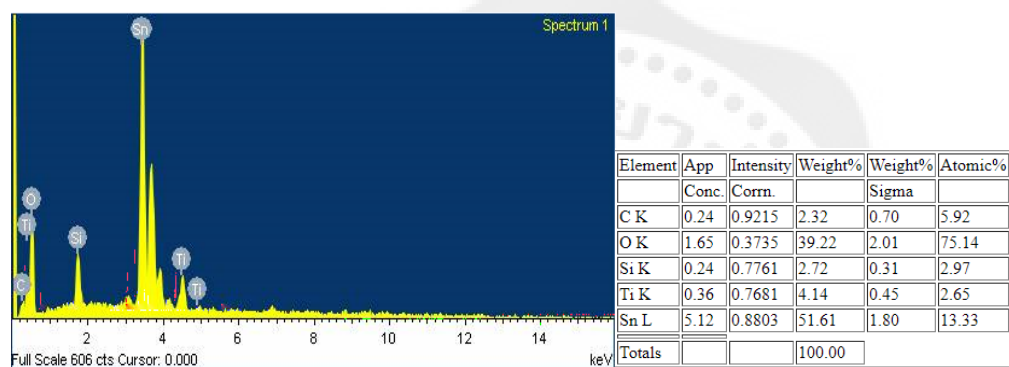 Spectrum 1
Sn
O
Ti
Si
C
Ti
Ti
2 4 6 8 10 12 14
Full Scale 606 cts Cursor: 0.000 keV
Element App Intensity Weight% Weight% Atomic%
Conc. Corrn. Sigma
C K 0.24 0.9215 2.32 0.70 5.92
O K 1.65 0.3735 39.22 2.01 75.14
Si K 0.24 0.7761 2.72 0.31 2.97
Ti K 0.36 0.7681 4.14 0.45 2.65
Sn L 5.12 0.8803 51.61 1.80 13.33
Totals 100.00